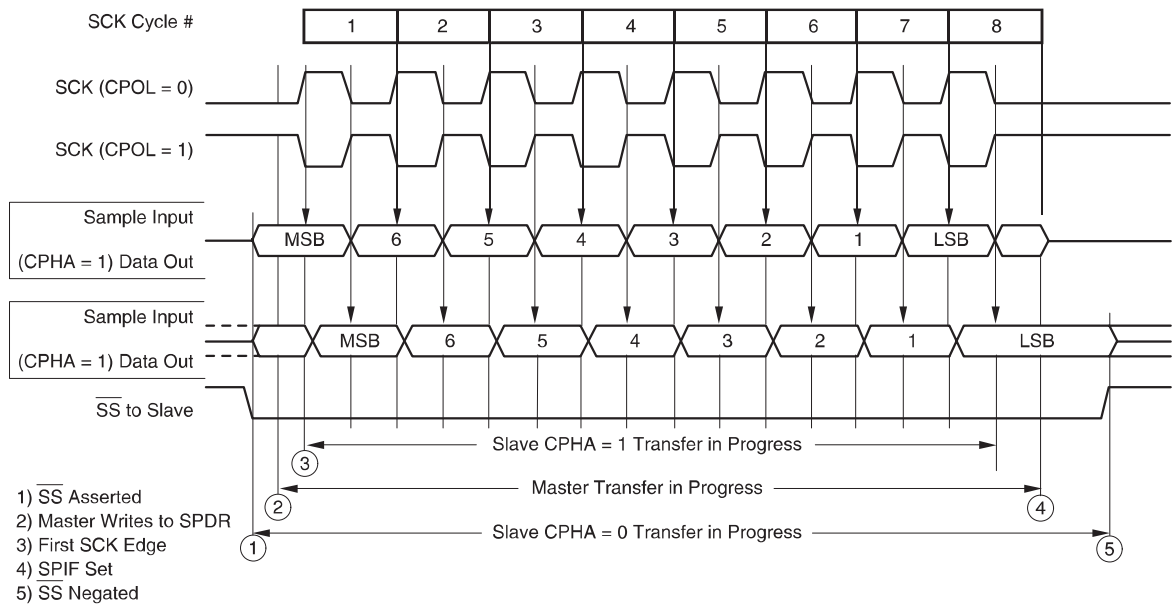 SCK Cycle # 1 2 3 4 5 6 7 8
SCK (CPOL = 0)
SCK (CPOL = 1)
Sample Input
MSB 6 5 4 3 2 1 LSB
(CPHA = 1) Data Out
Sample Input
MSB 6 5 4 3 2 1 LSB
(CPHA = 1) Data Out
SS to Slave
Slave CPHA = 1 Transfer in Progress
3
Master Transfer in Progress
2 4
Slave CPHA = 0 Transfer in Progress
1 5
1) SS Asserted
2) Master Writes to SPDR
3) First SCK Edge
4) SPIF Set
5) SS Negated